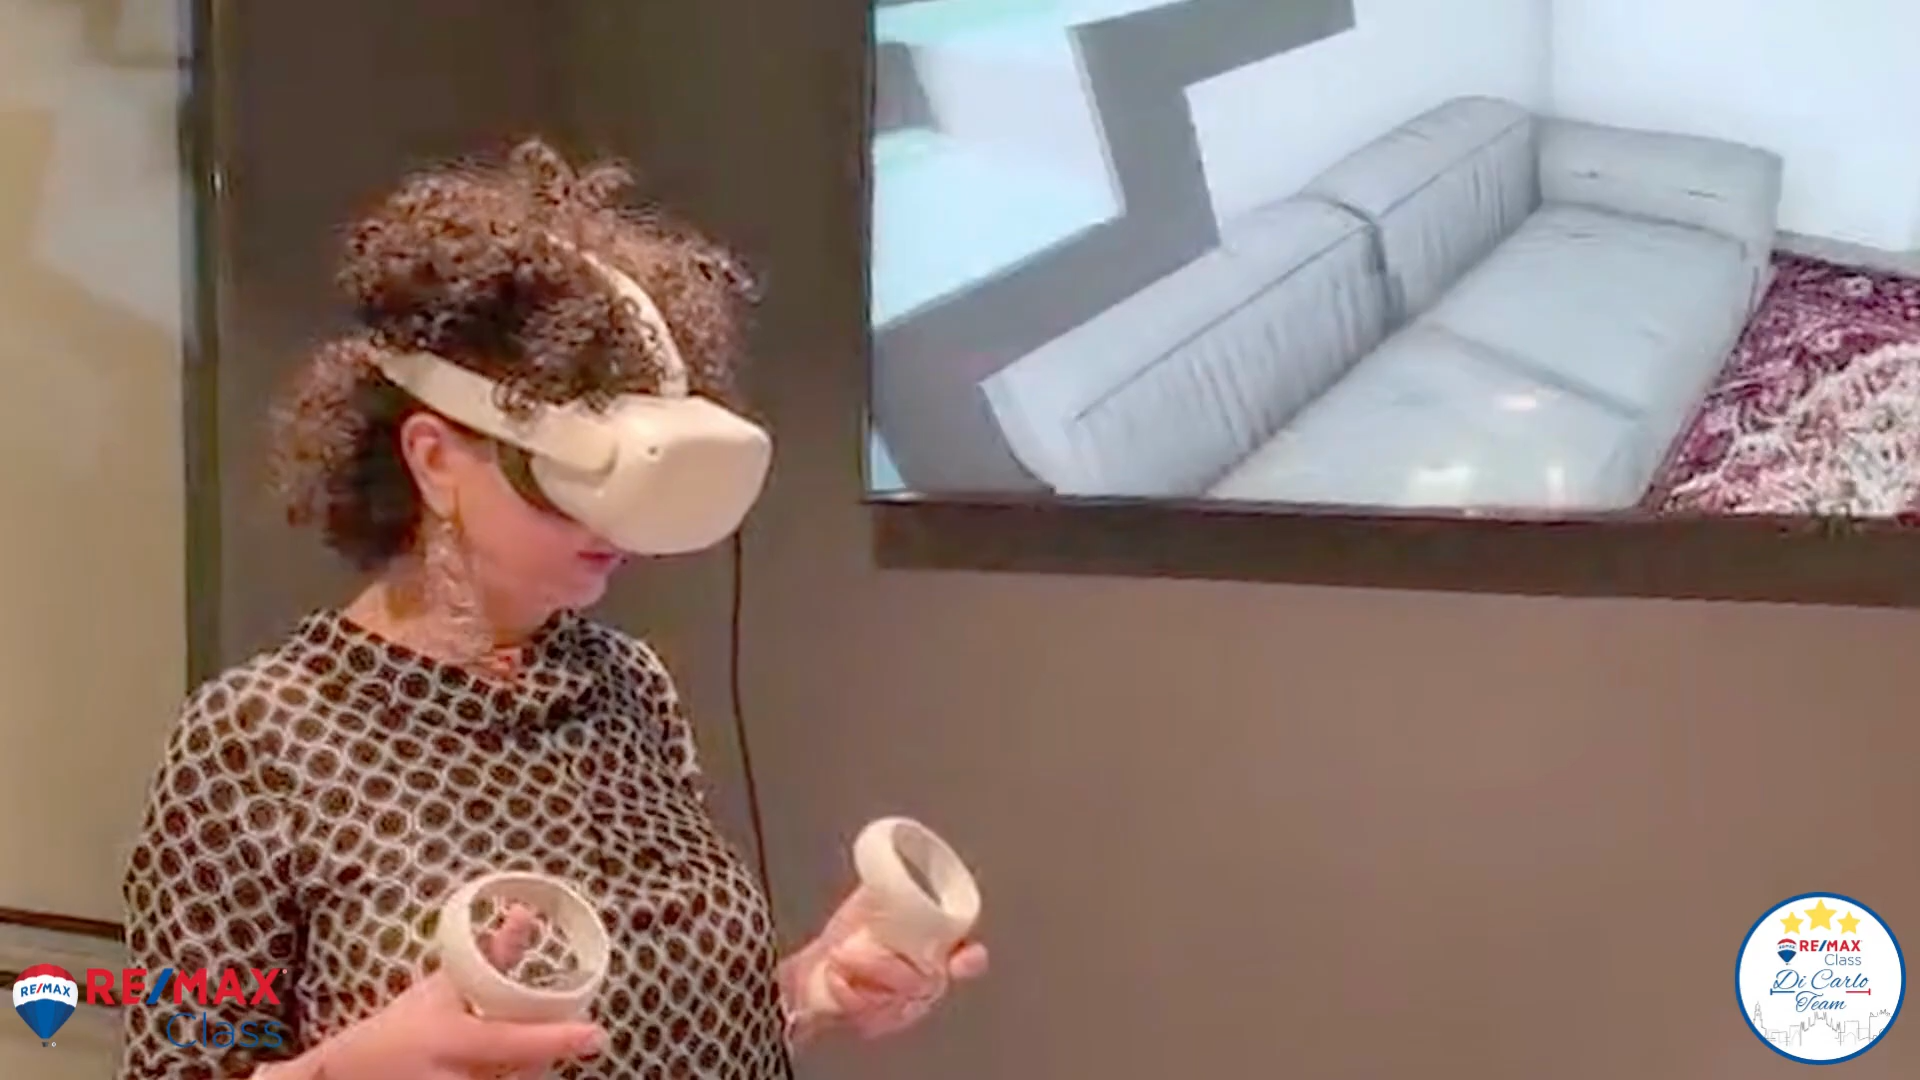 RE/MAX
RE/MAX
Class
RE/MAX
Class
Di Carlo
Team